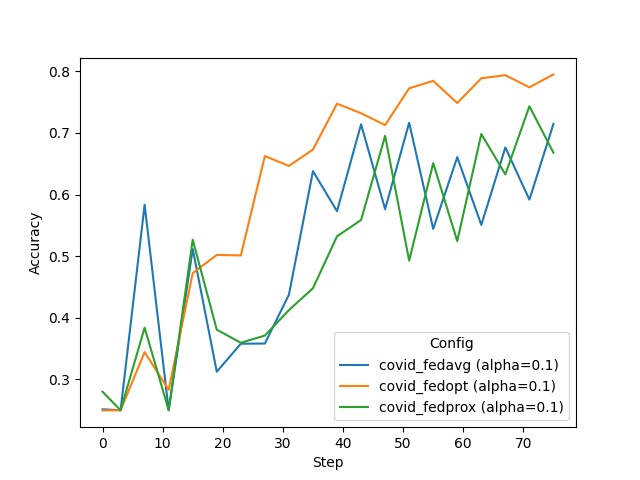 0.8
0.7
0.6
0.5
0.4
0.3
Accuracy
0 10 20 30 40 50 60 70
Step
Config
covid_fedavg (alpha=0.1)
covid_fedopt (alpha=0.1)
covid_fedprox (alpha=0.1)